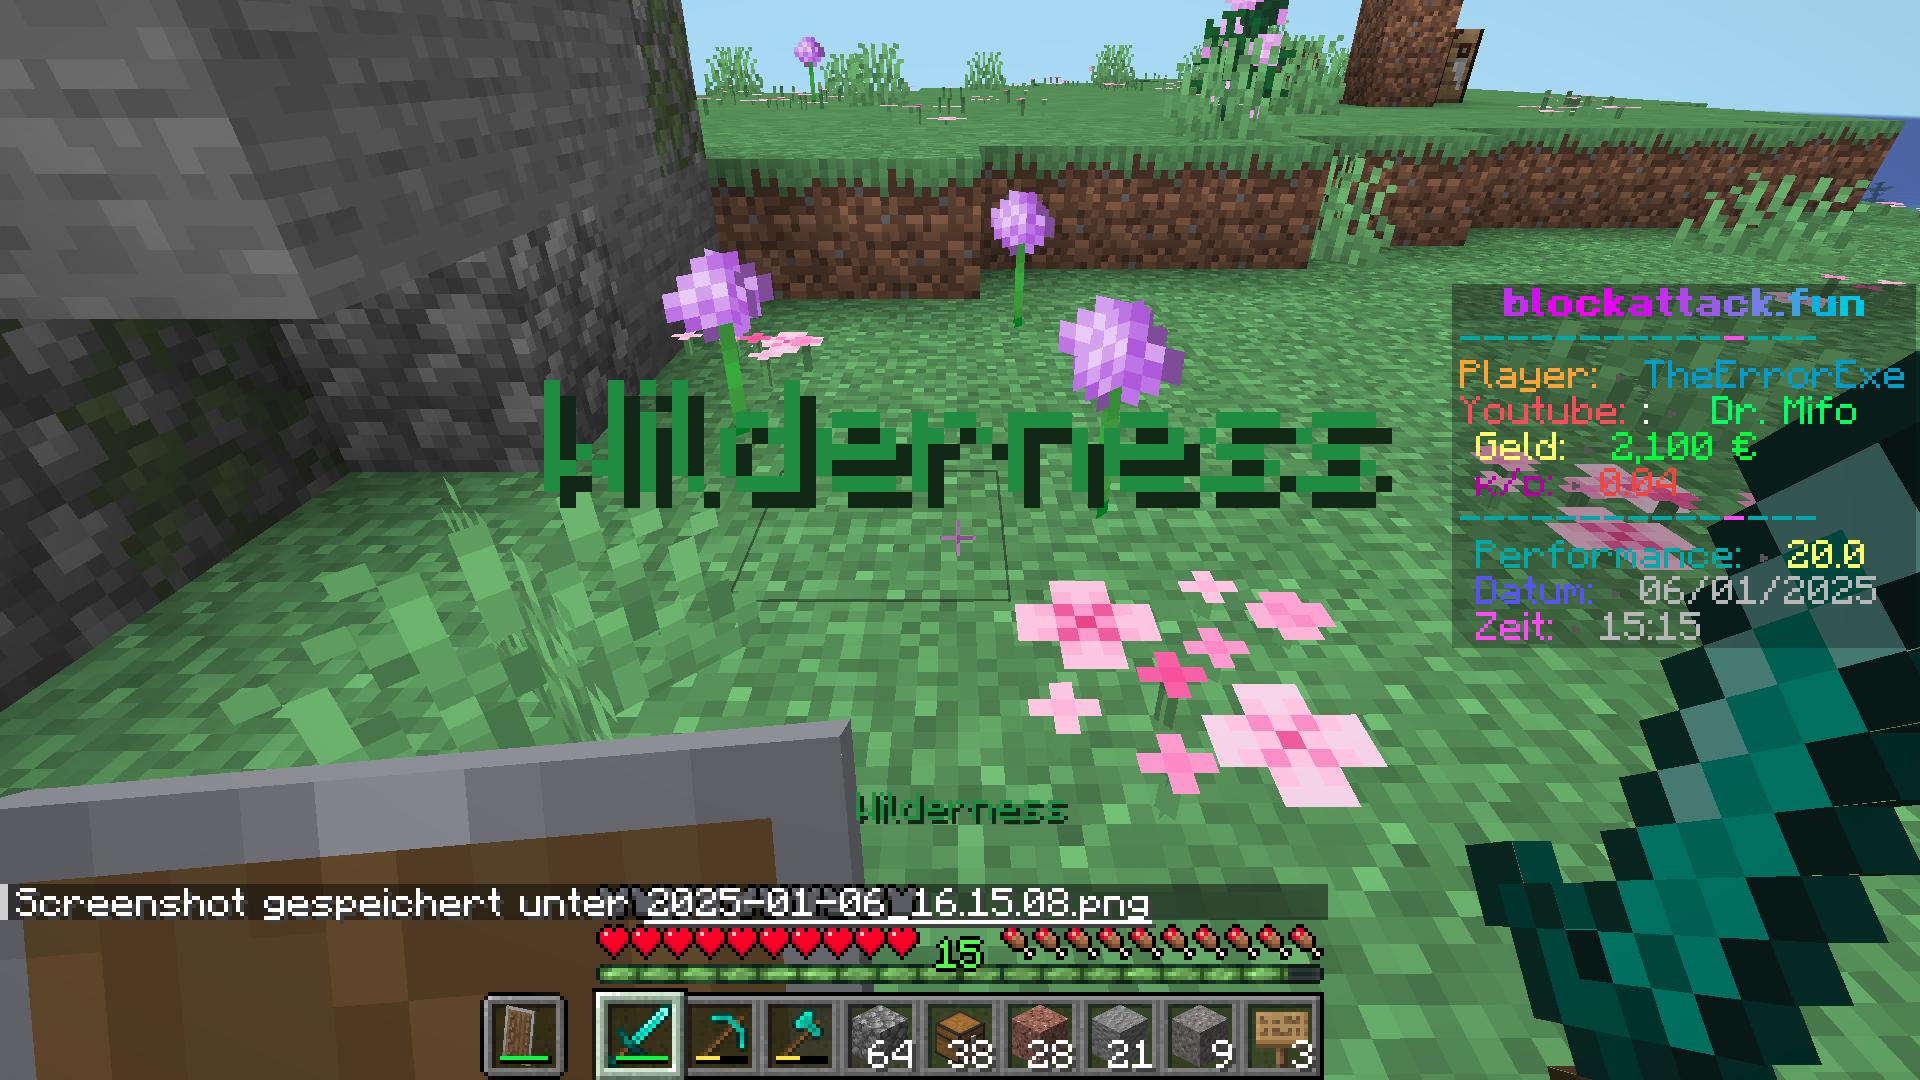 blockattack.fun
Player: TheErrorExe
Youtube: : Dr. Mifo
Geld: 2,100 €
K/D: 0.04
Performance: 20.0
Datum: 06/01/2025
Zeit: 15:15
Wilderness
Wilderness
Screenshot gespeichert unter 2025-01-06_16.15.08.png
15
64 38 28 21 9 3